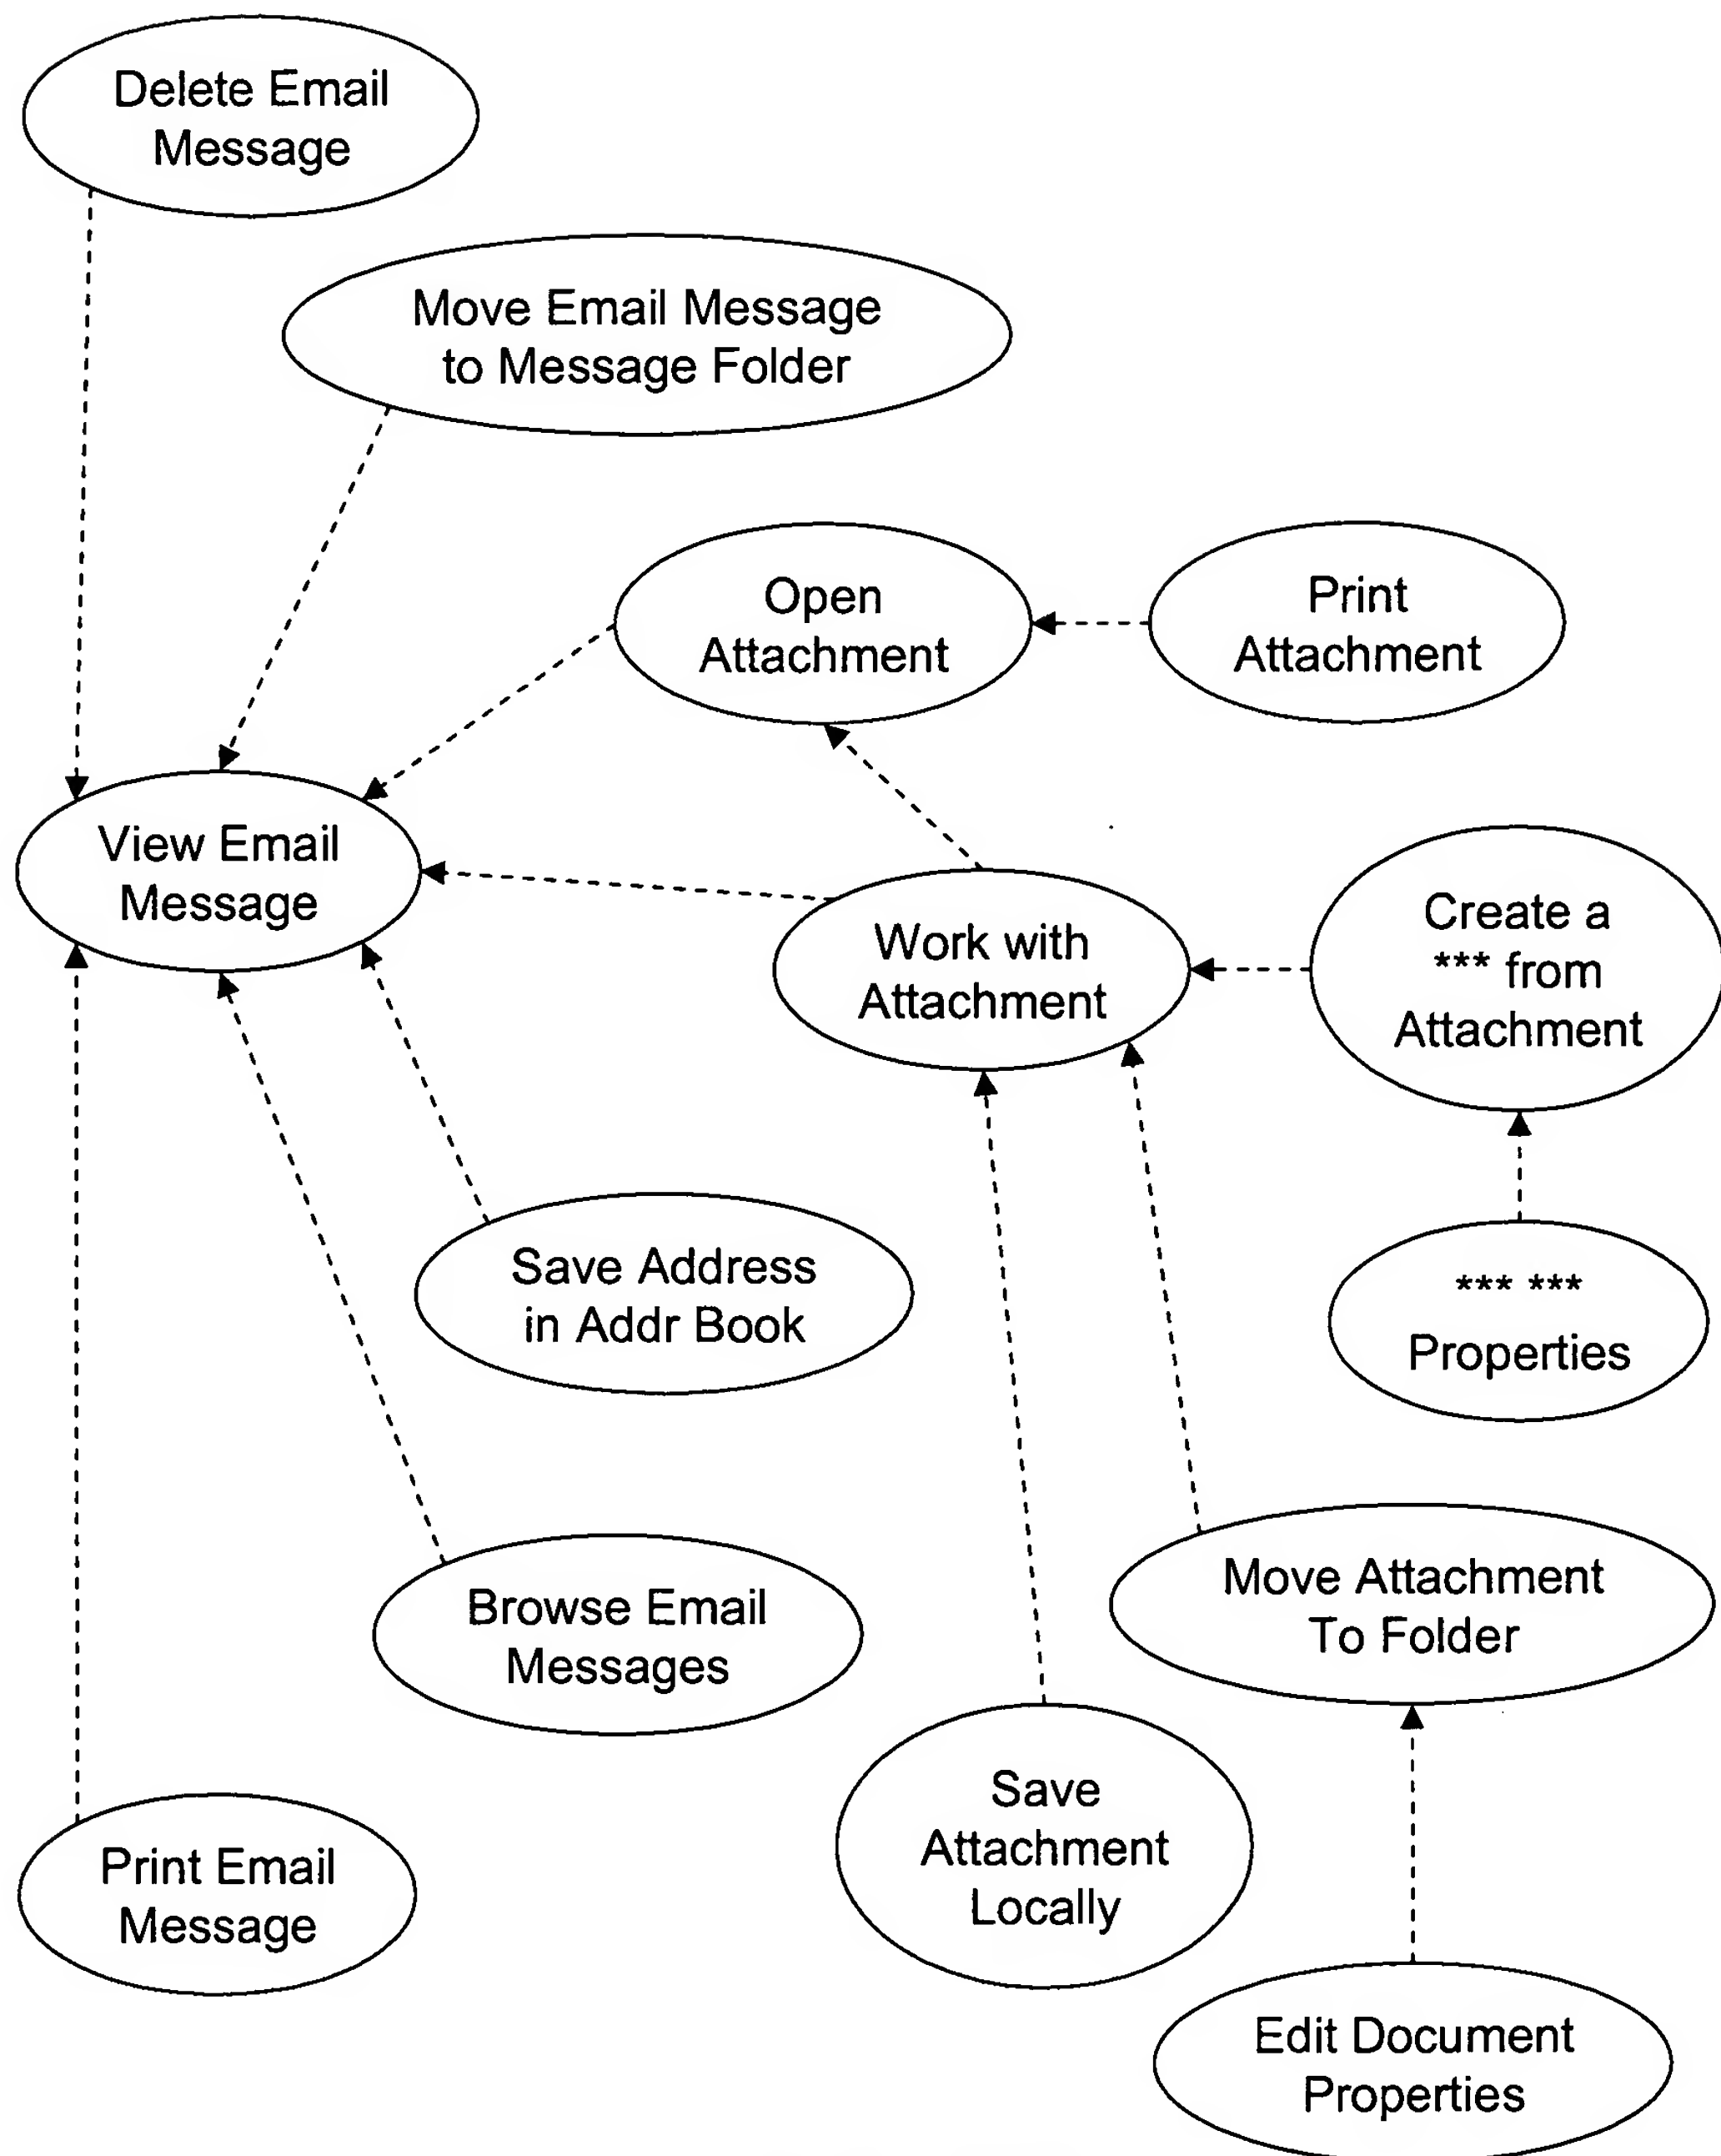 Delete Email
Message
Move Email Message
to Message Folder
Open
Attachment
Print
Attachment
View Email
Message
Work with
Attachment
Create a
*** from
Attachment
Save Address
in Addr Book
*** ***
Properties
Browse Email
Messages
Move Attachment
To Folder
Save
Attachment
Locally
Print Email
Message
Edit Document
Properties